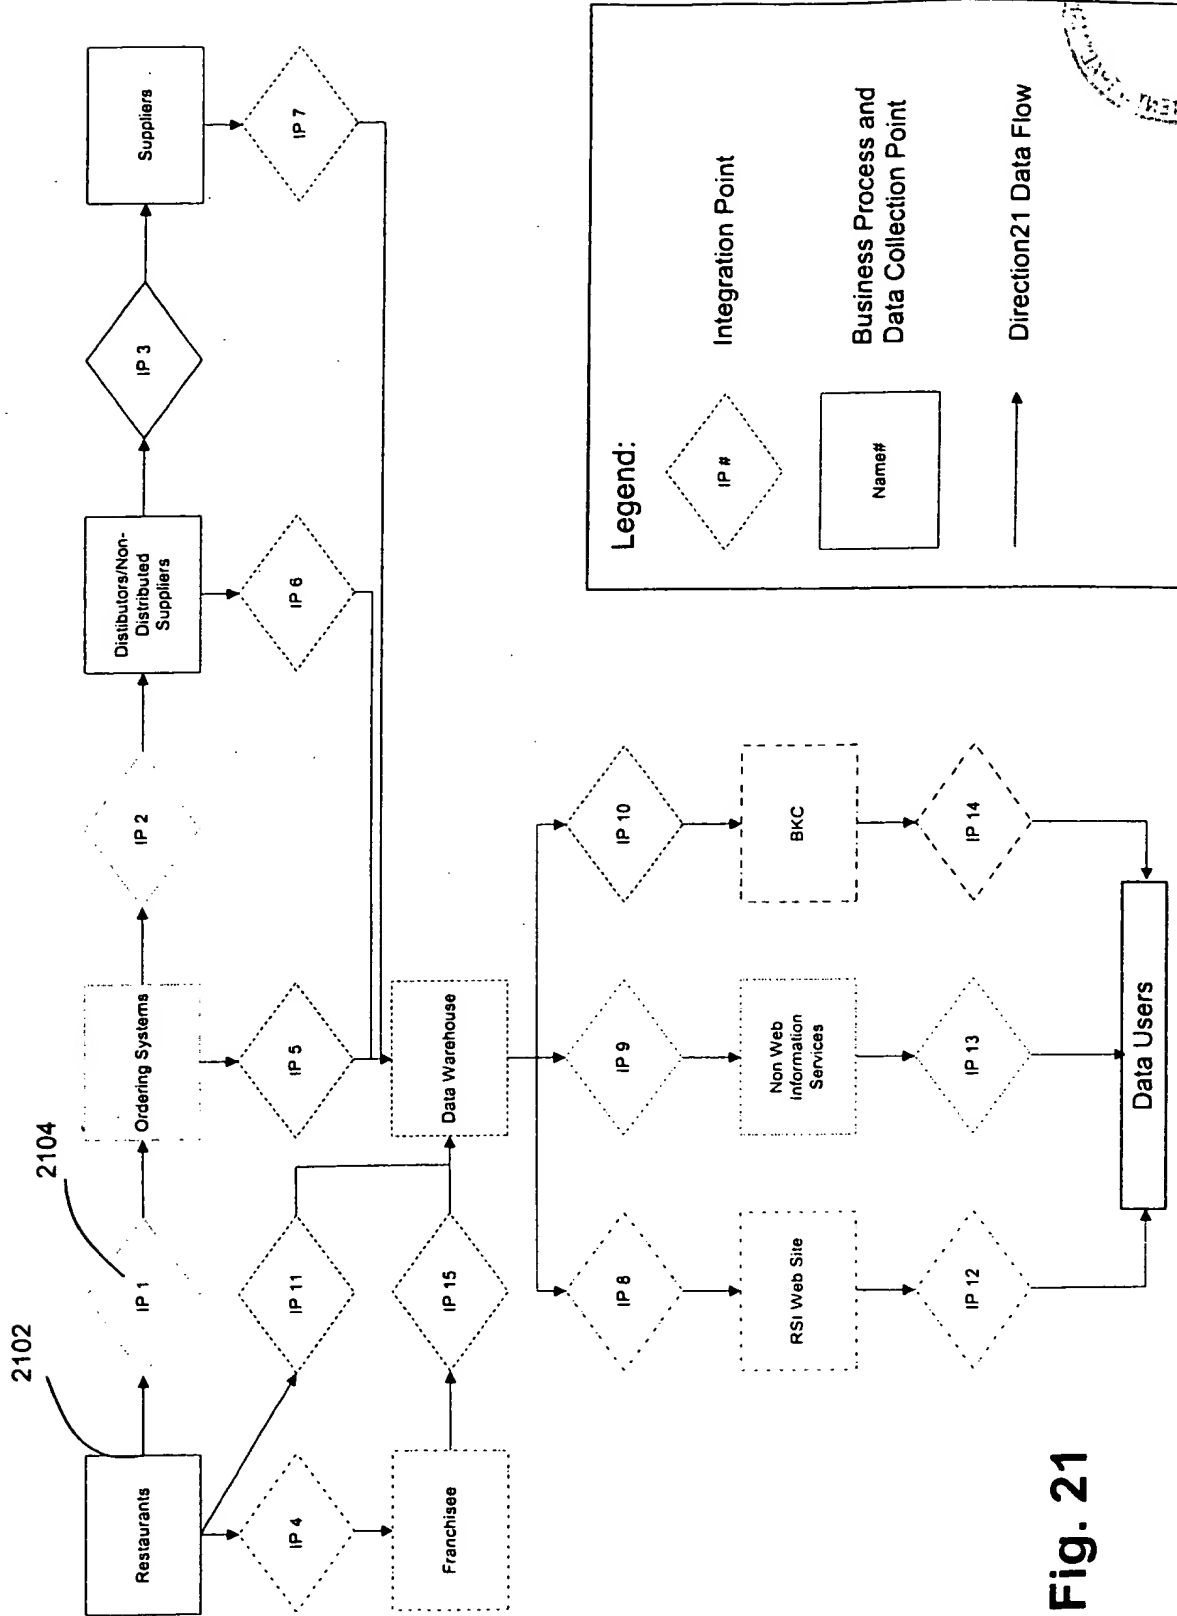 2102
2104
Restaurants
IP 1
Ordering Systems
IP 2
Distibutors/Non-
Distributed
Suppliers
IP 3
Suppliers
IP 4
IP 11
IP 5
IP 6
IP 7
Franchisee
IP 15
Data Warehouse
IP 8
IP 9
IP 10
RSI Web Site
Non Web
Information
Services
BKC
IP 12
IP 13
IP 14
Data Users
Legend:
IP #
Integration Point
Name#
Business Process and
Data Collection Point
Direction21 Data Flow
Fig. 21